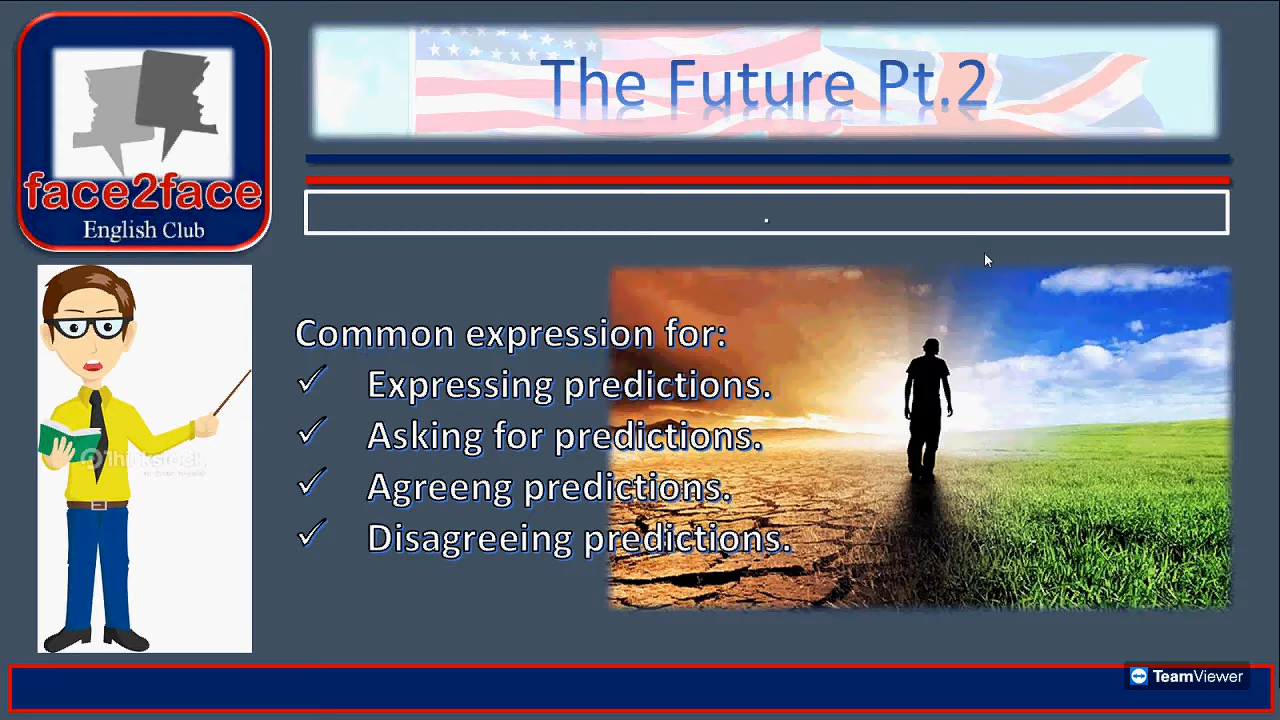 The Future Pt.2
face2face
English Club
.
Common expression for:
✓ Expressing predictions.
✓ Asking for predictions.
✓ Agreeng predictions.
✓ Disagreeing predictions.
Thinkstock
TeamViewer